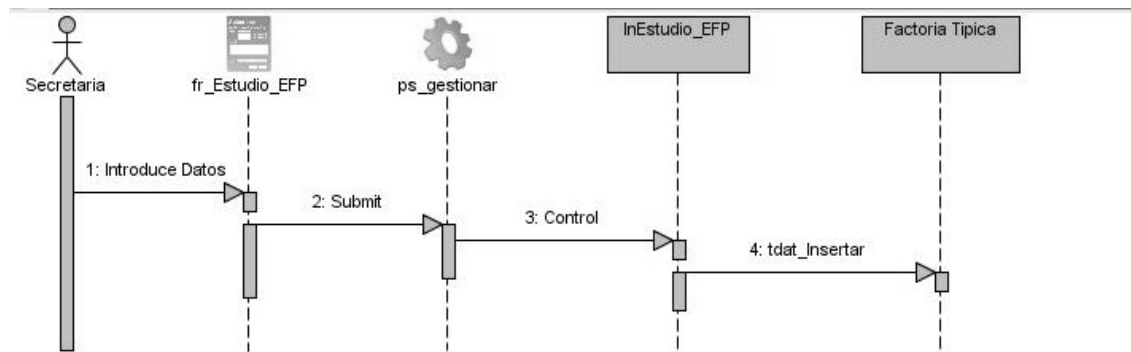 InEstudio_EFP
Factoria Tipica
Secretaria
fr_Estudio_EFP
ps_gestionar
1: Introduce Datos
2: Submit
3: Control
4: tdat_Insertar